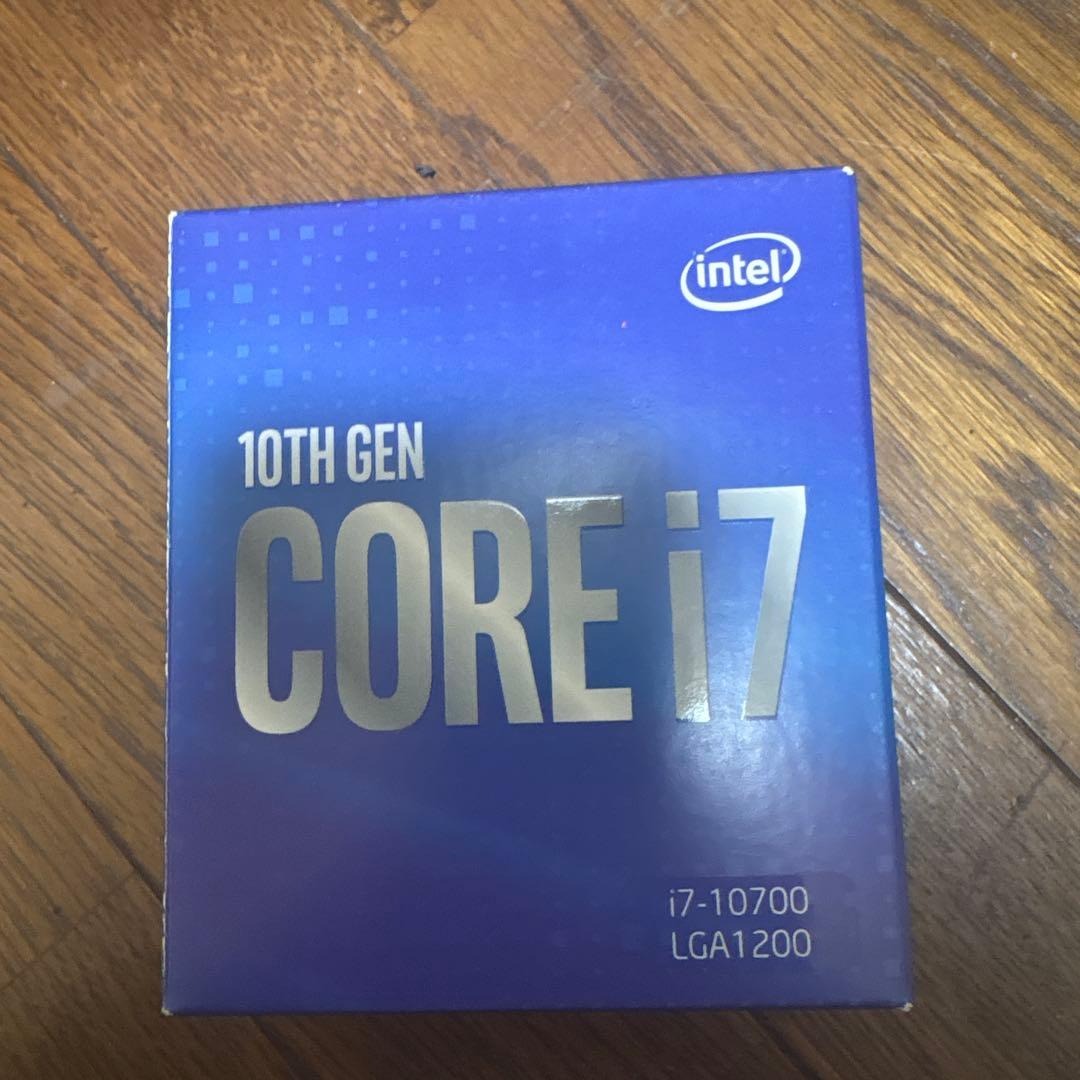 intel
10TH GEN
CORE i7
i7-10700
LGA1200